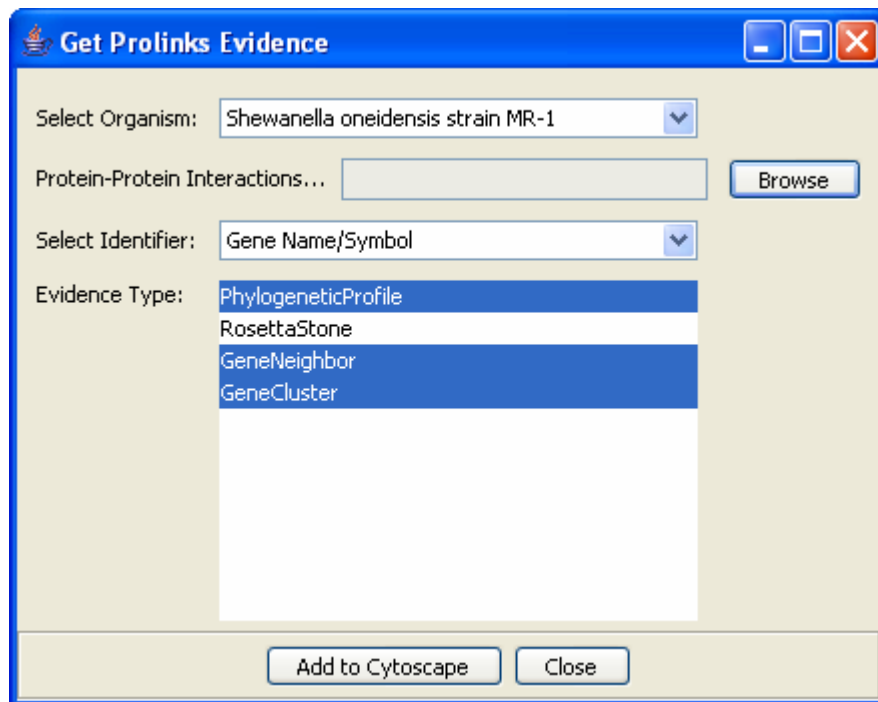 Get Prolinks Evidence
Select Organism: Shewanella oneidensis strain MR-1
Protein-Protein Interactions... Browse
Select Identifier: Gene Name/Symbol
Evidence Type: PhylogeneticProfile
RosettaStone
GeneNeighbor
GeneCluster
Add to Cytoscape Close